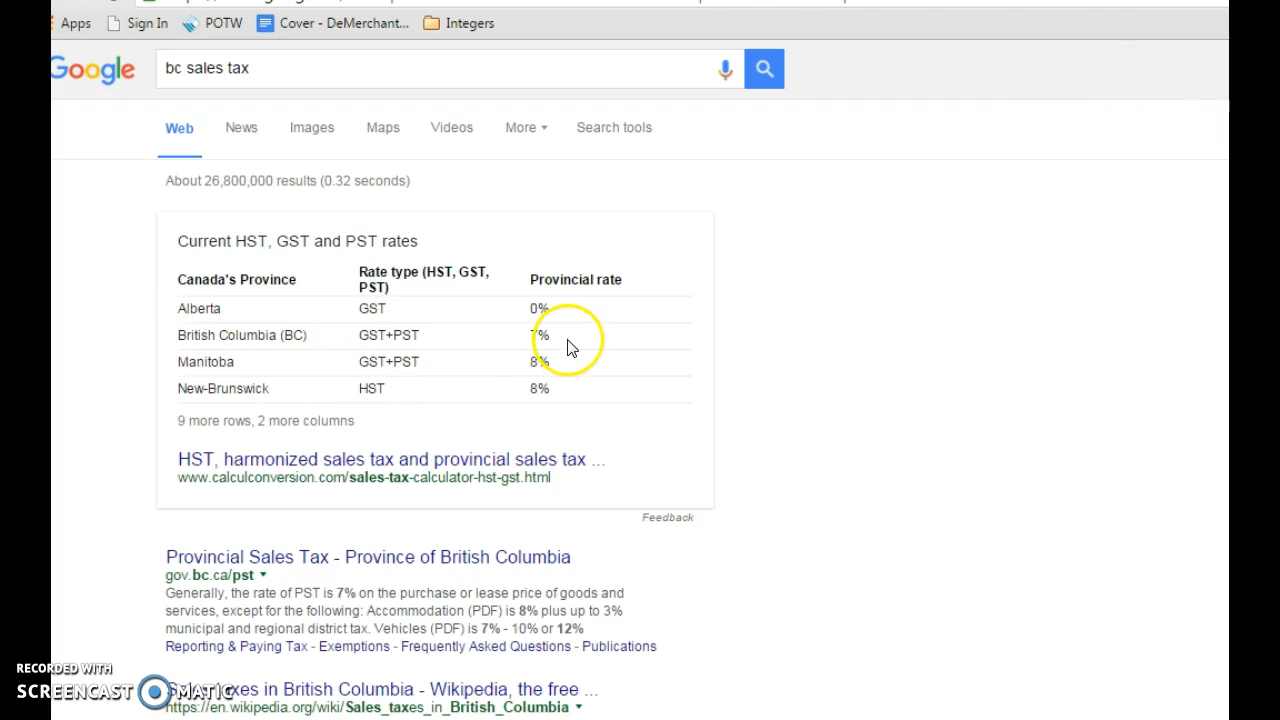 Apps Sign In POTW Cover - DeMerchant... Integers
Google bc sales tax
Web News Images Maps Videos More Search tools
About 26,800,000 results (0.32 seconds)
Current HST, GST and PST rates
Canada's Province Rate type (HST, GST, PST) Provincial rate
Alberta GST 0%
British Columbia (BC) GST+PST 7%
Manitoba GST+PST 8%
New-Brunswick HST 8%
9 more rows, 2 more columns
HST, harmonized sales tax and provincial sales tax ...
www.calculconversion.com/sales-tax-calculator-hst-gst.html
Feedback
Provincial Sales Tax - Province of British Columbia
gov.bc.ca/pst
Generally, the rate of PST is 7% on the purchase or lease price of goods and
services, except for the following: Accommodation (PDF) is 8% plus up to 3%
municipal and regional district tax. Vehicles (PDF) is 7% - 10% or 12%
Reporting & Paying Tax - Exemptions - Frequently Asked Questions - Publications
RECORDED WITH
SCREENCAST MATIC
taxes in British Columbia - Wikipedia, the free ...
https://en.wikipedia.org/wiki/Sales_taxes_in_British_Columbia